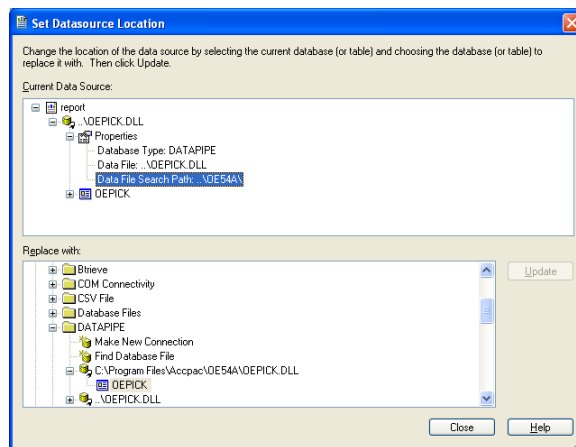 Set Datasource Location
Change the location of the data source by selecting the current database (or table) and choosing the database (or table) to
replace it with. Then click Update.
Current Data Source:
report
..\OEPICK.DLL
Properties
Database Type: DATAPIPE
Data File: ..\OEPICK.DLL
Data File Search Path: ..\OE54A\
OEPICK
Replace with:
Btrieve
Update
COM Connectivity
CSV File
Database Files
DATAPIPE
Make New Connection
Find Database File
C:\Program Files\Accpac\OE54A\OEPICK.DLL
OEPICK
..\OEPICK.DLL
Close Help